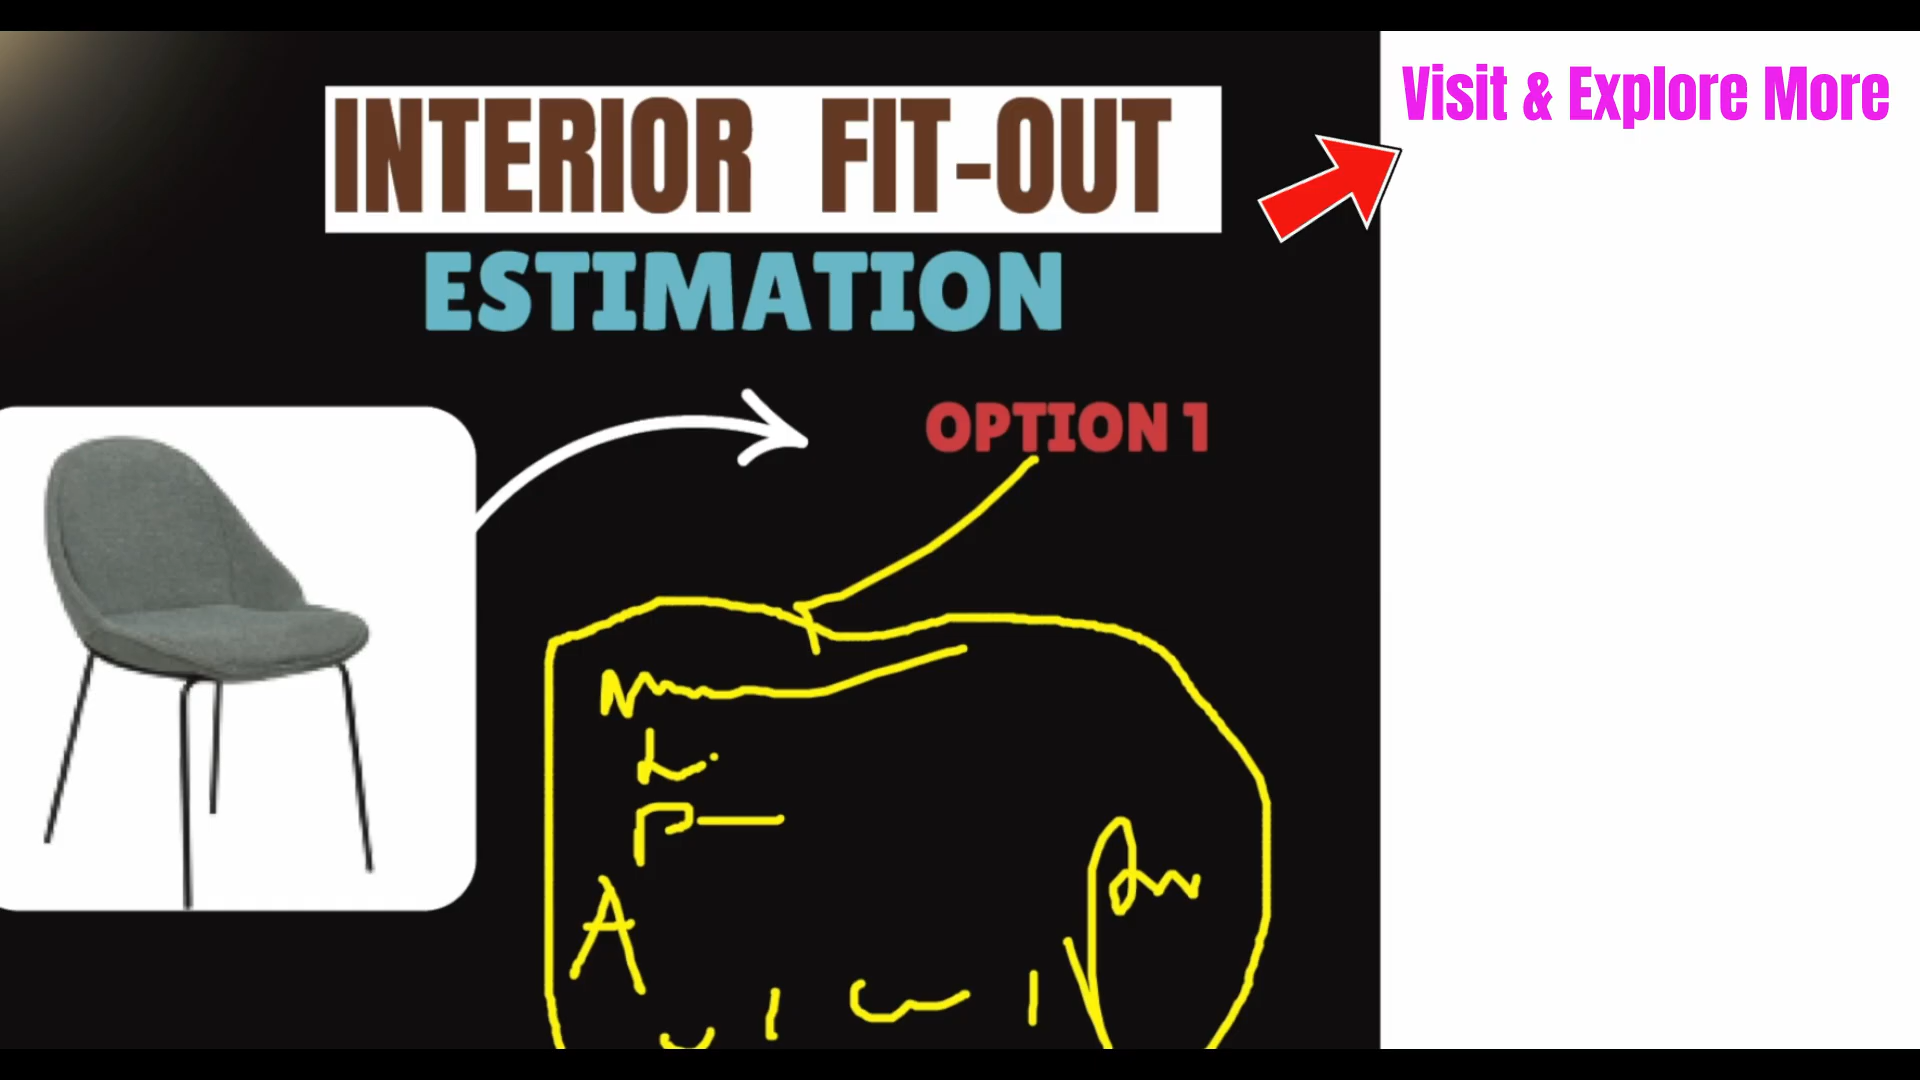 Visit & Explore More
INTERIOR FIT-OUT
ESTIMATION
OPTION 1
M
L
P
A